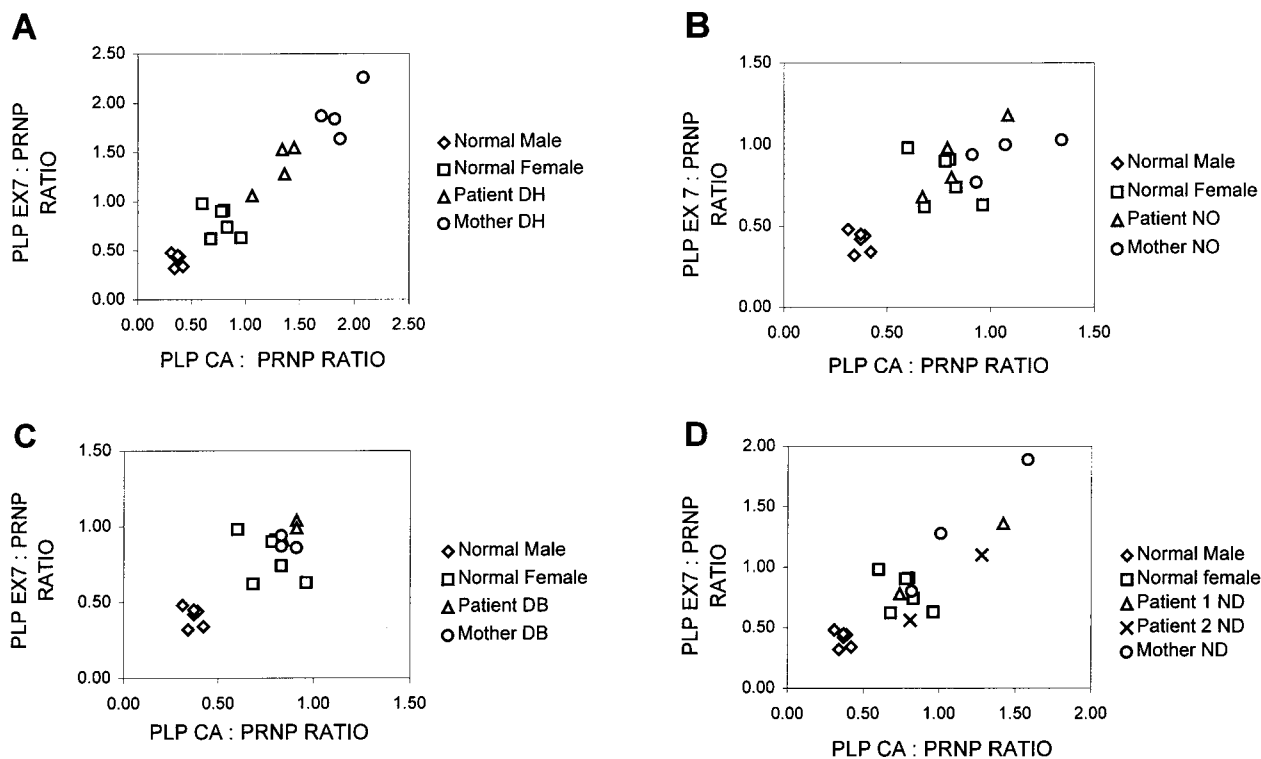 A
2.50
2.00
1.50
1.00
0.50
0.00
0.00 0.50 1.00 1.50 2.00 2.50
PLP EX7 : PRNP
RATIO
PLP CA : PRNP RATIO
Normal Male
Normal Female
Patient DH
Mother DH
B
1.50
1.00
0.50
0.00
0.00 0.50 1.00 1.50
PLP EX 7 : PRNP
RATIO
PLP CA : PRNP RATIO
Normal Male
Normal Female
Patient NO
Mother NO
C
1.50
1.00
0.50
0.00
0.00 0.50 1.00 1.50
PLP EX7 : PRNP
RATIO
PLP CA : PRNP RATIO
Normal Male
Normal Female
Patient DB
Mother DB
D
2.00
1.50
1.00
0.50
0.00
0.00 0.50 1.00 1.50 2.00
PLP EX7 : PRNP
RATIO
PLP CA : PRNP RATIO
Normal Male
Normal female
Patient 1 ND
Patient 2 ND
Mother ND